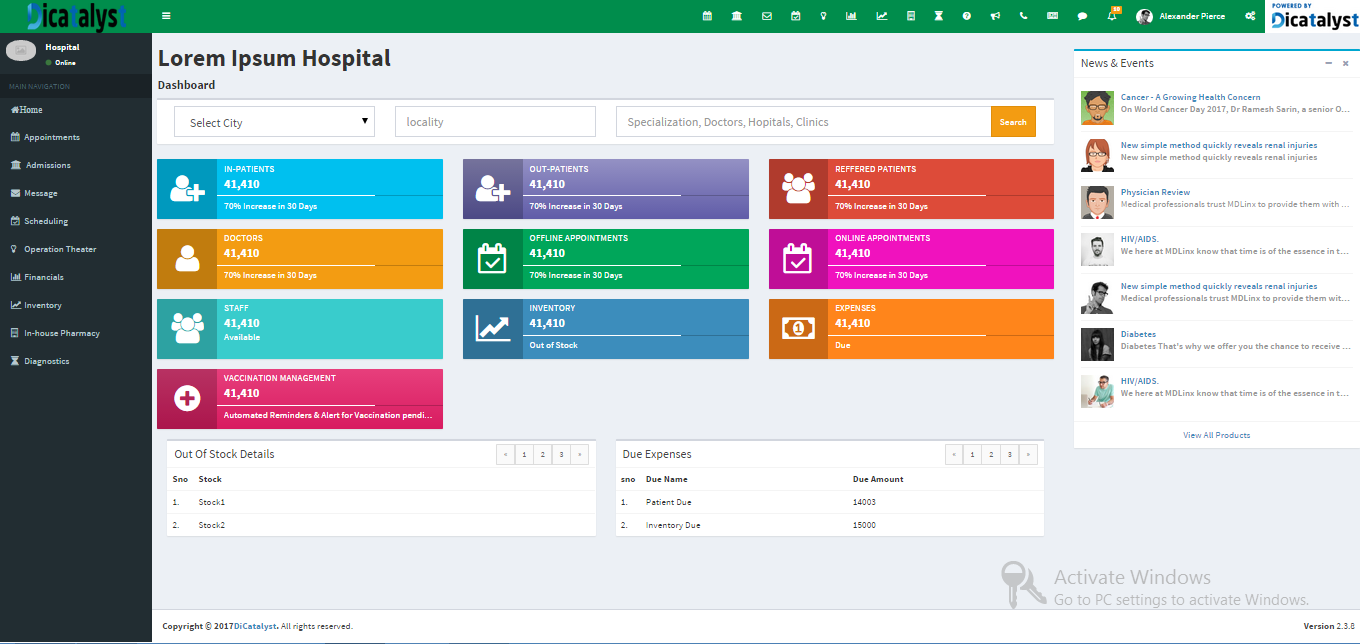 Dicatalyst
Alexander Pierce
POWERED BY
Dicatalyst
Hospital
Online
MAIN NAVIGATION
Home
Appointments
Admissions
Message
Scheduling
Operation Theater
Financials
Inventory
In-house Pharmacy
Diagnostics
Lorem Ipsum Hospital
Dashboard
Select City
locality
Specialization, Doctors, Hopitals, Clinics
Search
IN-PATIENTS
41,410
70% Increase in 30 Days
OUT-PATIENTS
41,410
70% Increase in 30 Days
REFFERED PATIENTS
41,410
70% Increase in 30 Days
DOCTORS
41,410
70% Increase in 30 Days
OFFLINE APPOINTMENTS
41,410
70% Increase in 30 Days
ONLINE APPOINTMENTS
41,410
70% Increase in 30 Days
STAFF
41,410
Available
INVENTORY
41,410
Out of Stock
EXPENSES
41,410
Due
VACCINATION MANAGEMENT
41,410
Automated Reminders & Alert for Vaccination pendi...
Out Of Stock Details
« 1 2 3 »
Sno Stock
1. Stock1
2. Stock2
Due Expenses
« 1 2 3 »
sno Due Name Due Amount
1. Patient Due 14003
2. Inventory Due 15000
News & Events
Cancer - A Growing Health Concern
On World Cancer Day 2017, Dr Ramesh Sarin, a senior O...
New simple method quickly reveals renal injuries
New simple method quickly reveals renal injuries
Physician Review
Medical professionals trust MDLinx to provide them with ...
HIV/AIDS.
We here at MDLinx know that time is of the essence in t...
New simple method quickly reveals renal injuries
Medical professionals trust MDLinx to provide them wit...
Diabetes
Diabetes That's why we offer you the chance to receive ...
HIV/AIDS.
We here at MDLinx know that time is of the essence in t...
View All Products
Activate Windows
Go to PC settings to activate Windows.
Copyright © 2017DiCatalyst. All rights reserved.
Version 2.3.8